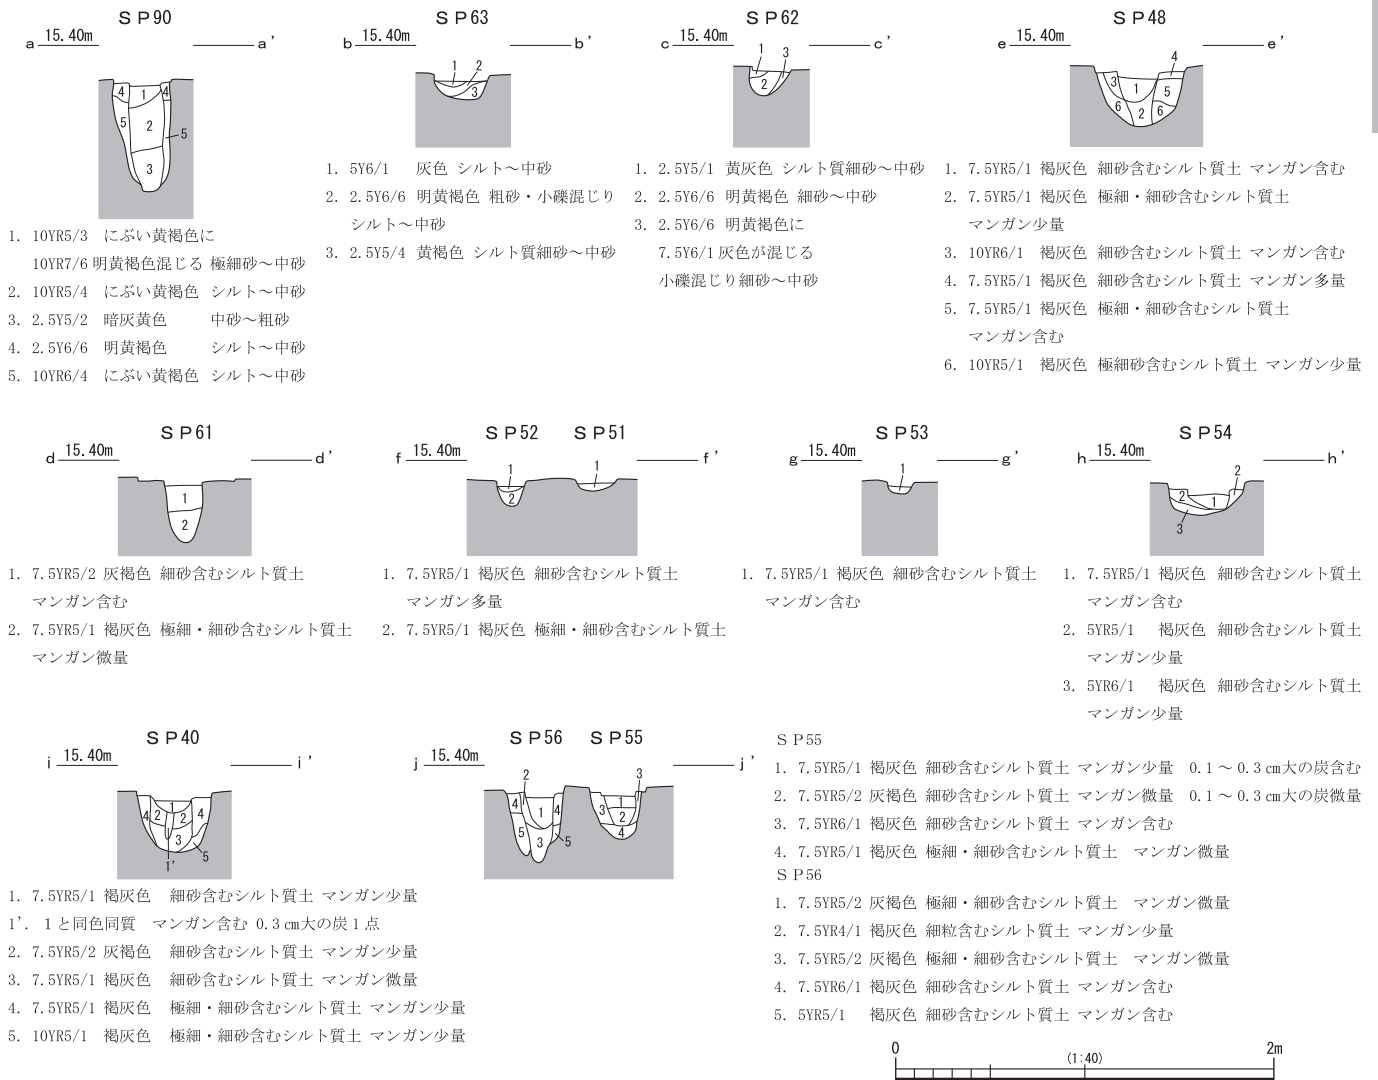 ＳＰ90
a 15.40m a’
4 1 4
5 2 5
3
1. 10YR5/3 にぶい黄褐色に
10YR7/6 明黄褐色混じる 極細砂～中砂
2. 10YR5/4 にぶい黄褐色 シルト～中砂
3. 2.5Y5/2 暗灰黄色 中砂～粗砂
4. 2.5Y6/6 明黄褐色 シルト～中砂
5. 10YR6/4 にぶい黄褐色 シルト～中砂
ＳＰ63
b 15.40m b’
1 2
3
1. 5Y6/1 灰色 シルト～中砂
2. 2.5Y6/6 明黄褐色 粗砂・小礫混じり
シルト～中砂
3. 2.5Y5/4 黄褐色 シルト質細砂～中砂
ＳＰ62
c 15.40m c’
1 3
2
1. 2.5Y5/1 黄灰色 シルト質細砂～中砂
2. 2.5Y6/6 明黄褐色 細砂～中砂
3. 2.5Y6/6 明黄褐色に
7.5Y6/1 灰色が混じる
小礫混じり細砂～中砂
ＳＰ48
e 15.40m e’
4
3 1 5
6 2 6
1. 7.5YR5/1 褐灰色 細砂含むシルト質土 マンガン含む
2. 7.5YR5/1 褐灰色 極細・細砂含むシルト質土
マンガン少量
3. 10YR6/1 褐灰色 細砂含むシルト質土 マンガン含む
4. 7.5YR5/1 褐灰色 細砂含むシルト質土 マンガン多量
5. 7.5YR5/1 褐灰色 極細・細砂含むシルト質土
マンガン含む
6. 10YR5/1 褐灰色 極細砂含むシルト質土 マンガン少量
ＳＰ61
d 15.40m d’
1
2
1. 7.5YR5/2 灰褐色 細砂含むシルト質土
マンガン含む
2. 7.5YR5/1 褐灰色 極細・細砂含むシルト質土
マンガン微量
ＳＰ52 ＳＰ51
f 15.40m f’
1 1
2
1. 7.5YR5/1 褐灰色 細砂含むシルト質土
マンガン多量
2. 7.5YR5/1 褐灰色 極細・細砂含むシルト質土
ＳＰ53
g 15.40m g’
1
1. 7.5YR5/1 褐灰色 細砂含むシルト質土
マンガン含む
ＳＰ54
h 15.40m h’
2
2 1
3
1. 7.5YR5/1 褐灰色 細砂含むシルト質土
マンガン含む
2. 5YR5/1 褐灰色 細砂含むシルト質土
マンガン少量
3. 5YR6/1 褐灰色 細砂含むシルト質土
マンガン少量
ＳＰ40
i 15.40m i’
1
4 2 2 4
3
1’ 5
1. 7.5YR5/1 褐灰色 細砂含むシルト質土 マンガン少量
1’. １と同色同質 マンガン含む 0.3㎝大の炭１点
2. 7.5YR5/2 灰褐色 細砂含むシルト質土 マンガン少量
3. 7.5YR5/1 褐灰色 細砂含むシルト質土 マンガン微量
4. 7.5YR5/1 褐灰色 極細・細砂含むシルト質土 マンガン少量
5. 10YR5/1 褐灰色 極細・細砂含むシルト質土 マンガン少量
ＳＰ56 ＳＰ55
j 15.40m j’
2 3
4 1 4 3 1
2
5 3 5 4
ＳＰ55
1. 7.5YR5/1 褐灰色 細砂含むシルト質土 マンガン少量 0.1～0.3㎝大の炭含む
2. 7.5YR5/2 灰褐色 細砂含むシルト質土 マンガン微量 0.1～0.3㎝大の炭微量
3. 7.5YR6/1 褐灰色 細砂含むシルト質土 マンガン含む
4. 7.5YR5/1 褐灰色 極細・細砂含むシルト質土 マンガン微量
ＳＰ56
1. 7.5YR5/2 灰褐色 極細・細砂含むシルト質土 マンガン微量
2. 7.5YR4/1 褐灰色 細粒含むシルト質土 マンガン少量
3. 7.5YR5/2 灰褐色 極細・細砂含むシルト質土 マンガン微量
4. 7.5YR6/1 褐灰色 細砂含むシルト質土 マンガン含む
5. 5YR5/1 褐灰色 細砂含むシルト質土 マンガン含む
0 (1:40) 2m